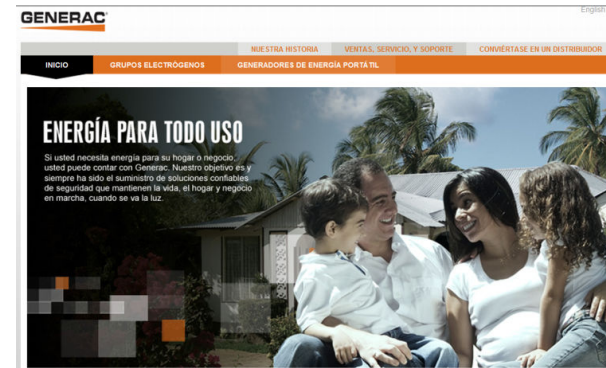 English
GENERAC
NUESTRA HISTORIA VENTAS, SERVICIO, Y SOPORTE CONVIÉRTASE EN UN DISTRIBUIDOR
INICIO GRUPOS ELECTRÓGENOS GENERADORES DE ENERGÍA PORTÁTIL
ENERGÍA PARA TODO USO
Si usted necesita energía para su hogar o negocio,
usted puede contar con Generac. Nuestro objetivo es y
siempre ha sido el suministro de soluciones confiables
de seguridad que mantienen la vida, el hogar y negocio
en marcha, cuando se va la luz.